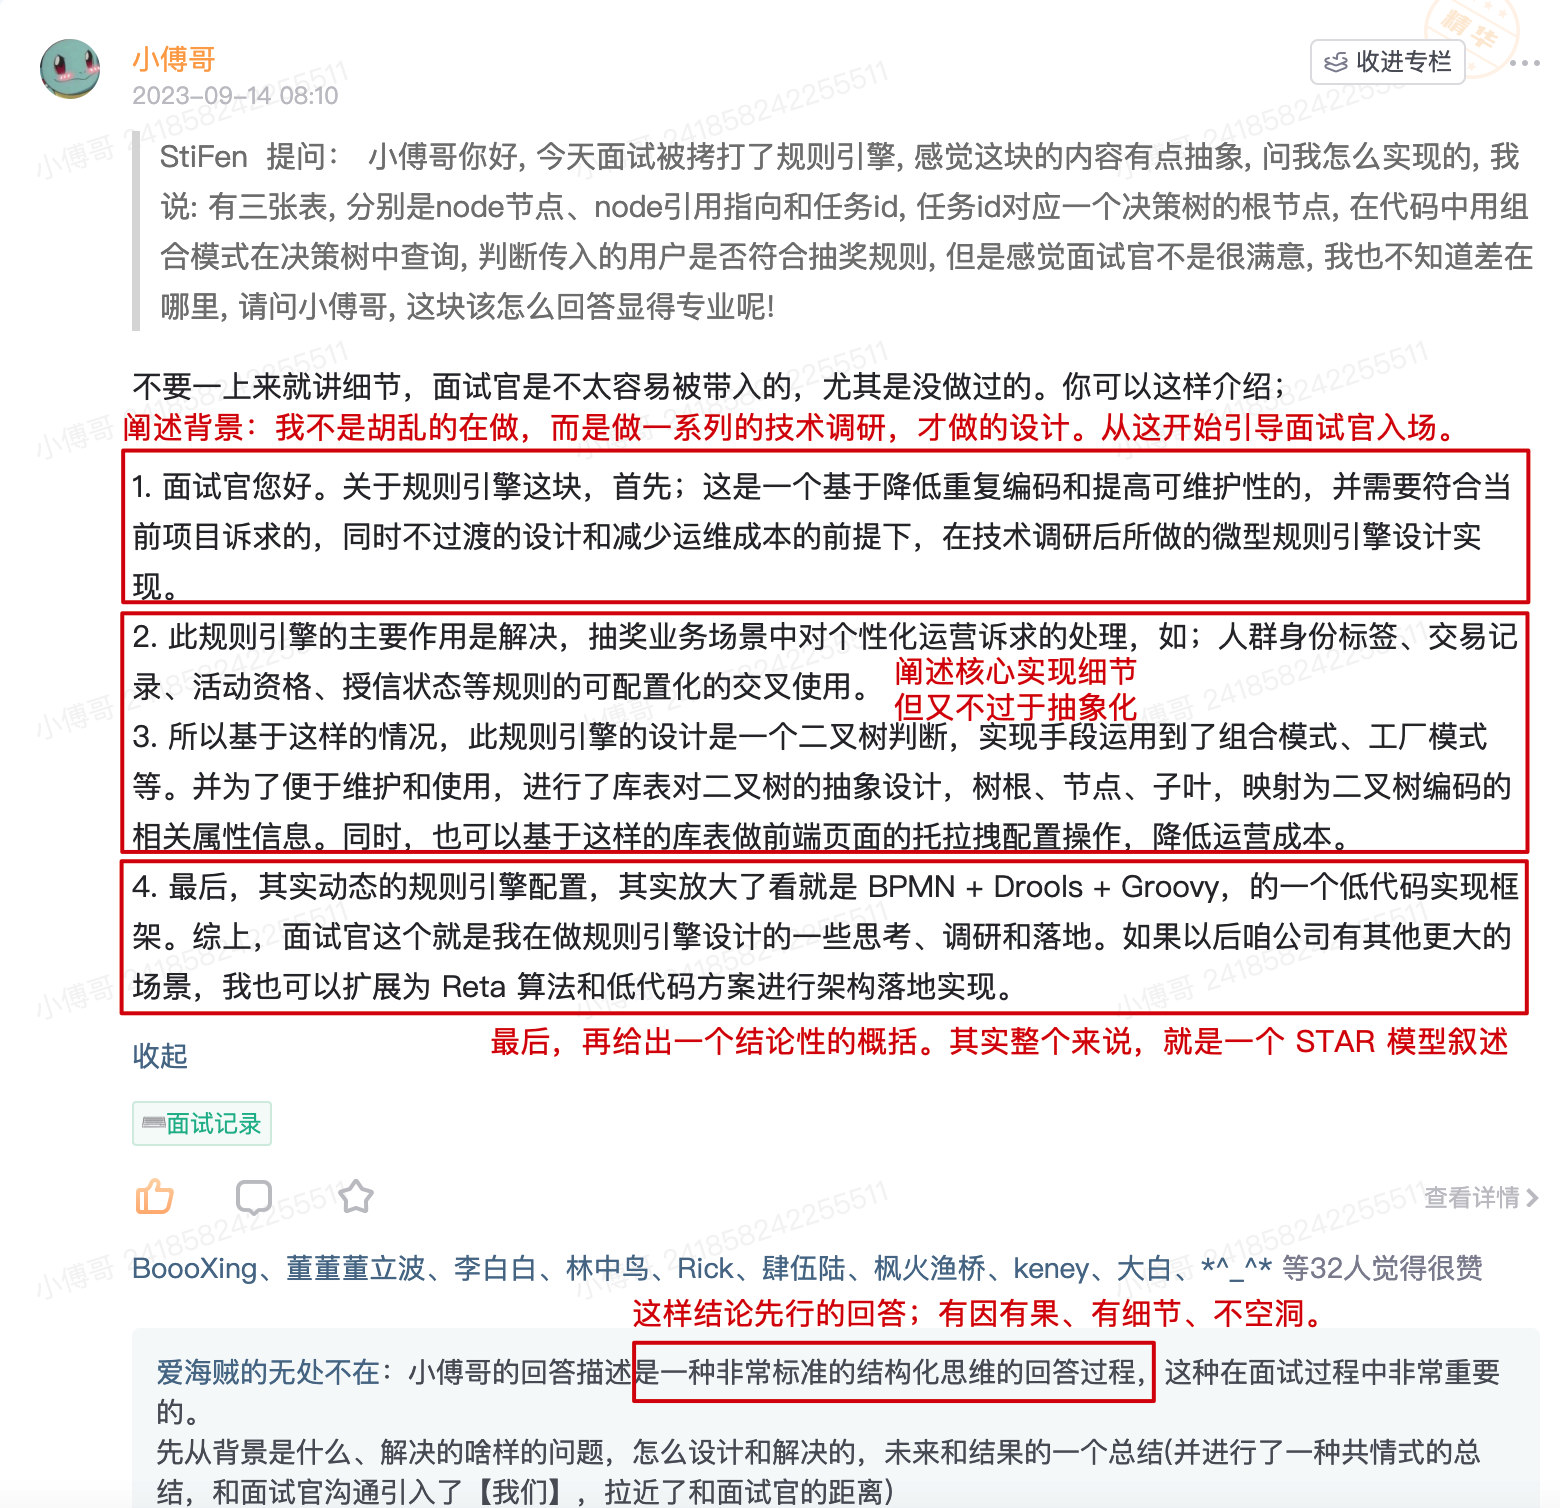 小傅哥
精华
收进专栏
2023-09-14 08:10
StiFen 提问： 小傅哥你好, 今天面试被拷打了规则引擎, 感觉这块的内容有点抽象, 问我怎么实现的, 我
说: 有三张表, 分别是node节点、node引用指向和任务id, 任务id对应一个决策树的根节点, 在代码中用组
合模式在决策树中查询, 判断传入的用户是否符合抽奖规则, 但是感觉面试官不是很满意, 我也不知道差在
哪里, 请问小傅哥, 这块该怎么回答显得专业呢!
不要一上来就讲细节，面试官是不太容易被带入的，尤其是没做过的。你可以这样介绍；
阐述背景：我不是胡乱的在做，而是做一系列的技术调研，才做的设计。从这开始引导面试官入场。
1. 面试官您好。关于规则引擎这块，首先；这是一个基于降低重复编码和提高可维护性的，并需要符合当
前项目诉求的，同时不过渡的设计和减少运维成本的前提下，在技术调研后所做的微型规则引擎设计实
现。
2. 此规则引擎的主要作用是解决，抽奖业务场景中对个性化运营诉求的处理，如；人群身份标签、交易记
录、活动资格、授信状态等规则的可配置化的交叉使用。
阐述核心实现细节
但又不过于抽象化
3. 所以基于这样的情况，此规则引擎的设计是一个二叉树判断，实现手段运用到了组合模式、工厂模式
等。并为了便于维护和使用，进行了库表对二叉树的抽象设计，树根、节点、子叶，映射为二叉树编码的
相关属性信息。同时，也可以基于这样的库表做前端页面的托拉拽配置操作，降低运营成本。
4. 最后，其实动态的规则引擎配置，其实放大了看就是 BPMN + Drools + Groovy，的一个低代码实现框
架。综上，面试官这个就是我在做规则引擎设计的一些思考、调研和落地。如果以后咱公司有其他更大的
场景，我也可以扩展为 Reta 算法和低代码方案进行架构落地实现。
最后，再给出一个结论性的概括。其实整个来说，就是一个 STAR 模型叙述
收起
面试记录
查看详情
BoooXing、董董董立波、李白白、林中鸟、Rick、肆伍陆、枫火渔桥、keney、大白、*^_^* 等32人觉得很赞
这样结论先行的回答；有因有果、有细节、不空洞。
爱海贼的无处不在：小傅哥的回答描述是一种非常标准的结构化思维的回答过程，这种在面试过程中非常重要
的。
先从背景是什么、解决的啥样的问题，怎么设计和解决的，未来和结果的一个总结(并进行了一种共情式的总
结，和面试官沟通引入了【我们】，拉近了和面试官的距离)
小傅哥 241858242255511